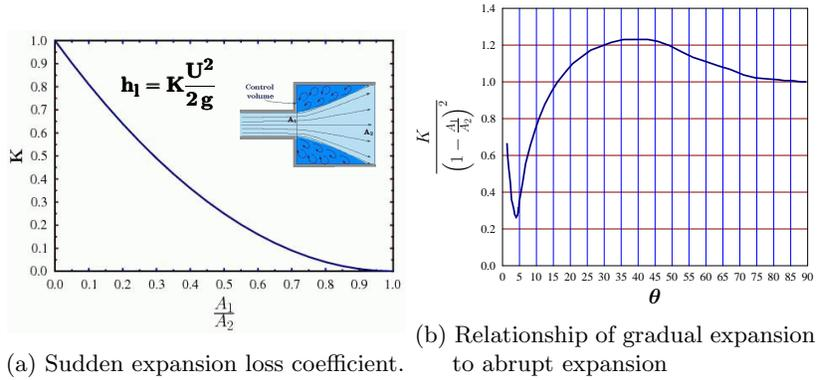 1.0
0.9
0.8
0.7
0.6
0.5
0.4
0.3
0.2
0.1
0.0
K
h_l = K U²/2g
Control
volume
A₁
A₂
0.0 0.1 0.2 0.3 0.4 0.5 0.6 0.7 0.8 0.9 1.0
A₁/A₂
(a) Sudden expansion loss coefficient.
1.4
1.2
1.0
0.8
0.6
0.4
0.2
0.0
K/(1 − A₁/A₂)²
0 5 10 15 20 25 30 35 40 45 50 55 60 65 70 75 80 85 90
θ
(b) Relationship of gradual expansion
to abrupt expansion